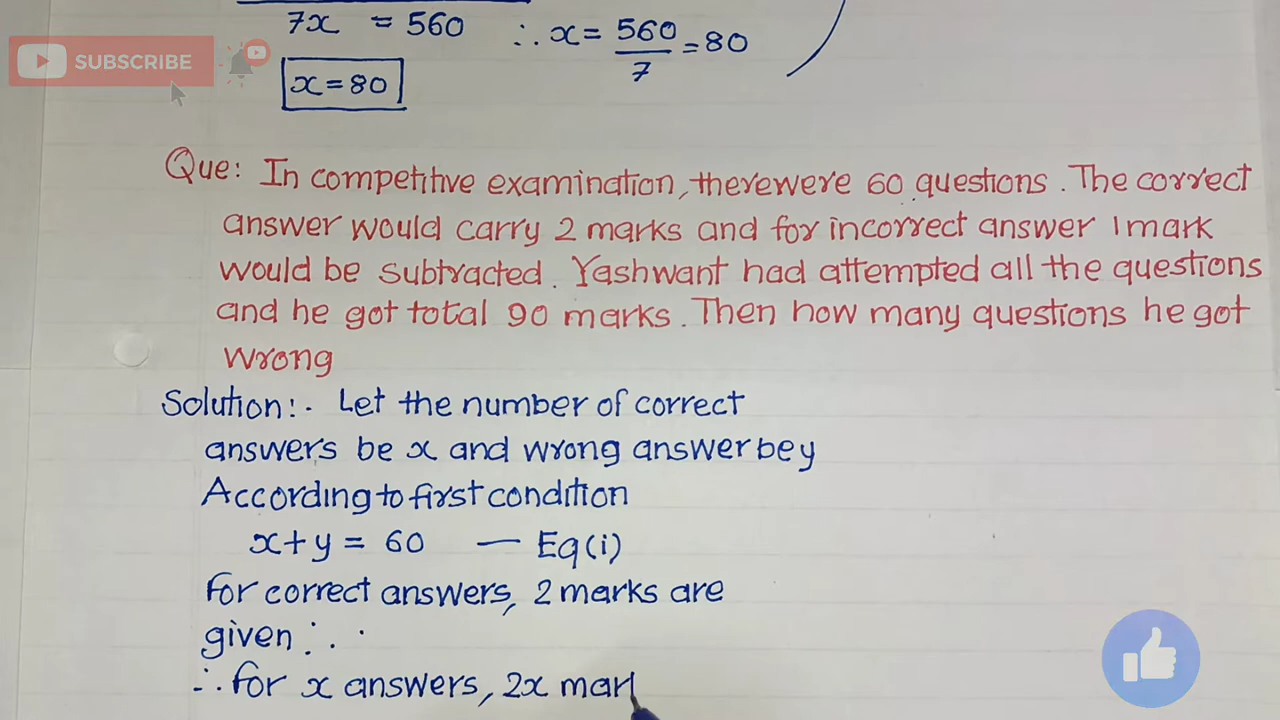 7x = 560 ∴ x = 560/7 = 80
SUBSCRIBE
x = 80
Que: In competitive examination, there were 60 questions. The correct
answer would carry 2 marks and for incorrect answer 1 mark
would be subtracted. Yashwant had attempted all the questions
and he got total 90 marks. Then how many questions he got
wrong
Solution:. Let the number of correct
answers be x and wrong answer be y
According to first condition
x+y = 60 — Eq(i)
For correct answers, 2 marks are
given ∴ .
∴ for x answers, 2x mar